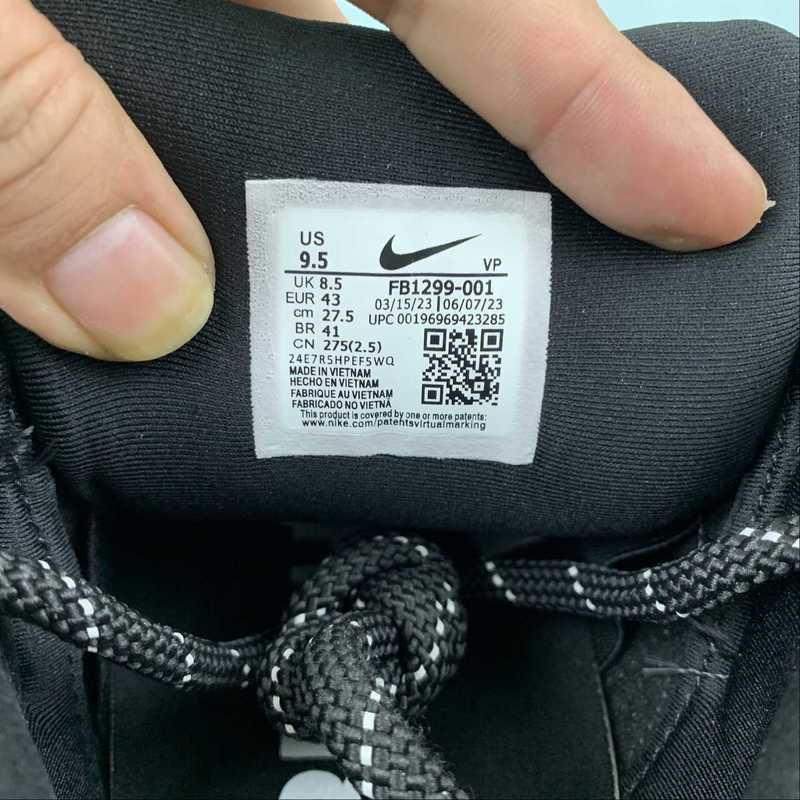 US
9.5
VP
UK 8.5
EUR 43
cm 27.5
BR 41
CN 275(2.5)
FB1299-001
03/15/23 | 06/07/23
UPC 00196969423285
24E7R5HPEF5WQ
MADE IN VIETNAM
HECHO EN VIETNAM
FABRIQUE AU VIETNAM
FABRICADO NO VIETNÃ
This product is covered by one or more patents:
www.nike.com/patentsvirtualmarking